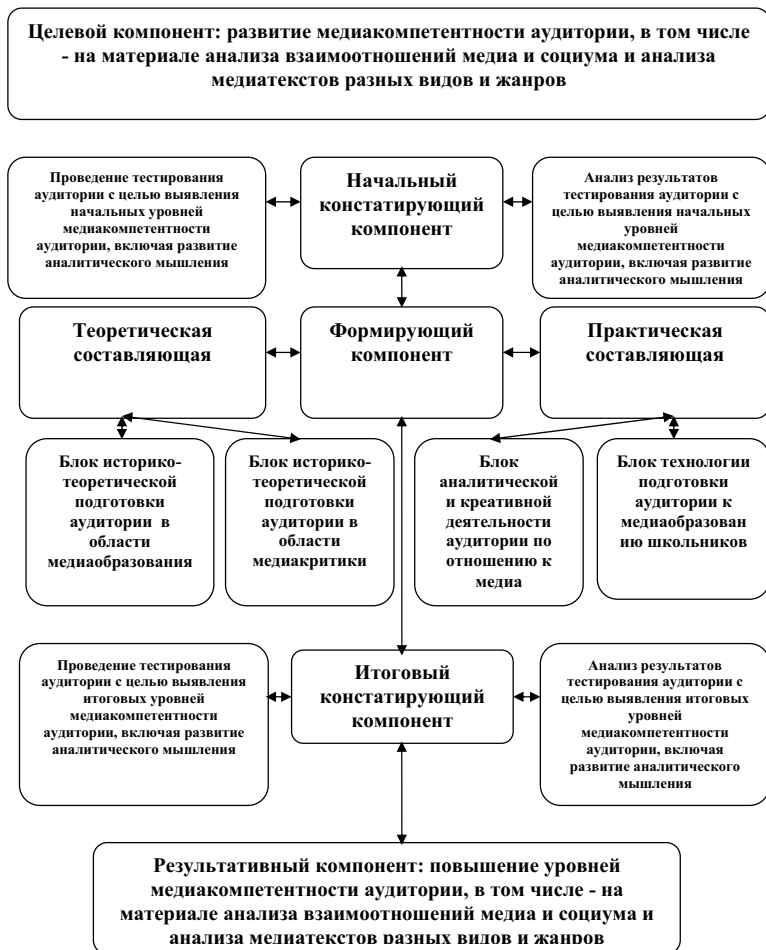 Целевой компонент: развитие медиакомпетентности аудитории, в том числе
- на материале анализа взаимоотношений медиа и социума и анализа
медиатекстов разных видов и жанров
Проведение тестирования
аудитории с целью выявления
начальных уровней
медиакомпетентности
аудитории, включая развитие
аналитического мышления
Начальный
констатирующий
компонент
Анализ результатов
тестирования аудитории с
целью выявления начальных
уровней
медиакомпетентности
аудитории, включая развитие
аналитического мышления
Теоретическая
составляющая
Формирующий
компонент
Практическая
составляющая
Блок историко-
теоретической
подготовки
аудитории в
области
медиаобразования
Блок историко-
теоретической
подготовки
аудитории в
области
медиакритики
Блок
аналитической
и креативной
деятельности
аудитории по
отношению к
медиа
Блок технологии
подготовки
аудитории к
медиаобразован
ию школьников
Проведение тестирования
аудитории с целью выявления
итоговых уровней
медиакомпетентности
аудитории, включая развитие
аналитического мышления
Итоговый
констатирующий
компонент
Анализ результатов
тестирования аудитории с
целью выявления итоговых
уровней
медиакомпетентности
аудитории, включая
развитие аналитического
мышления
Результативный компонент: повышение уровней
медиакомпетентности аудитории, в том числе - на
материале анализа взаимоотношений медиа и социума и
анализа медиатекстов разных видов и жанров